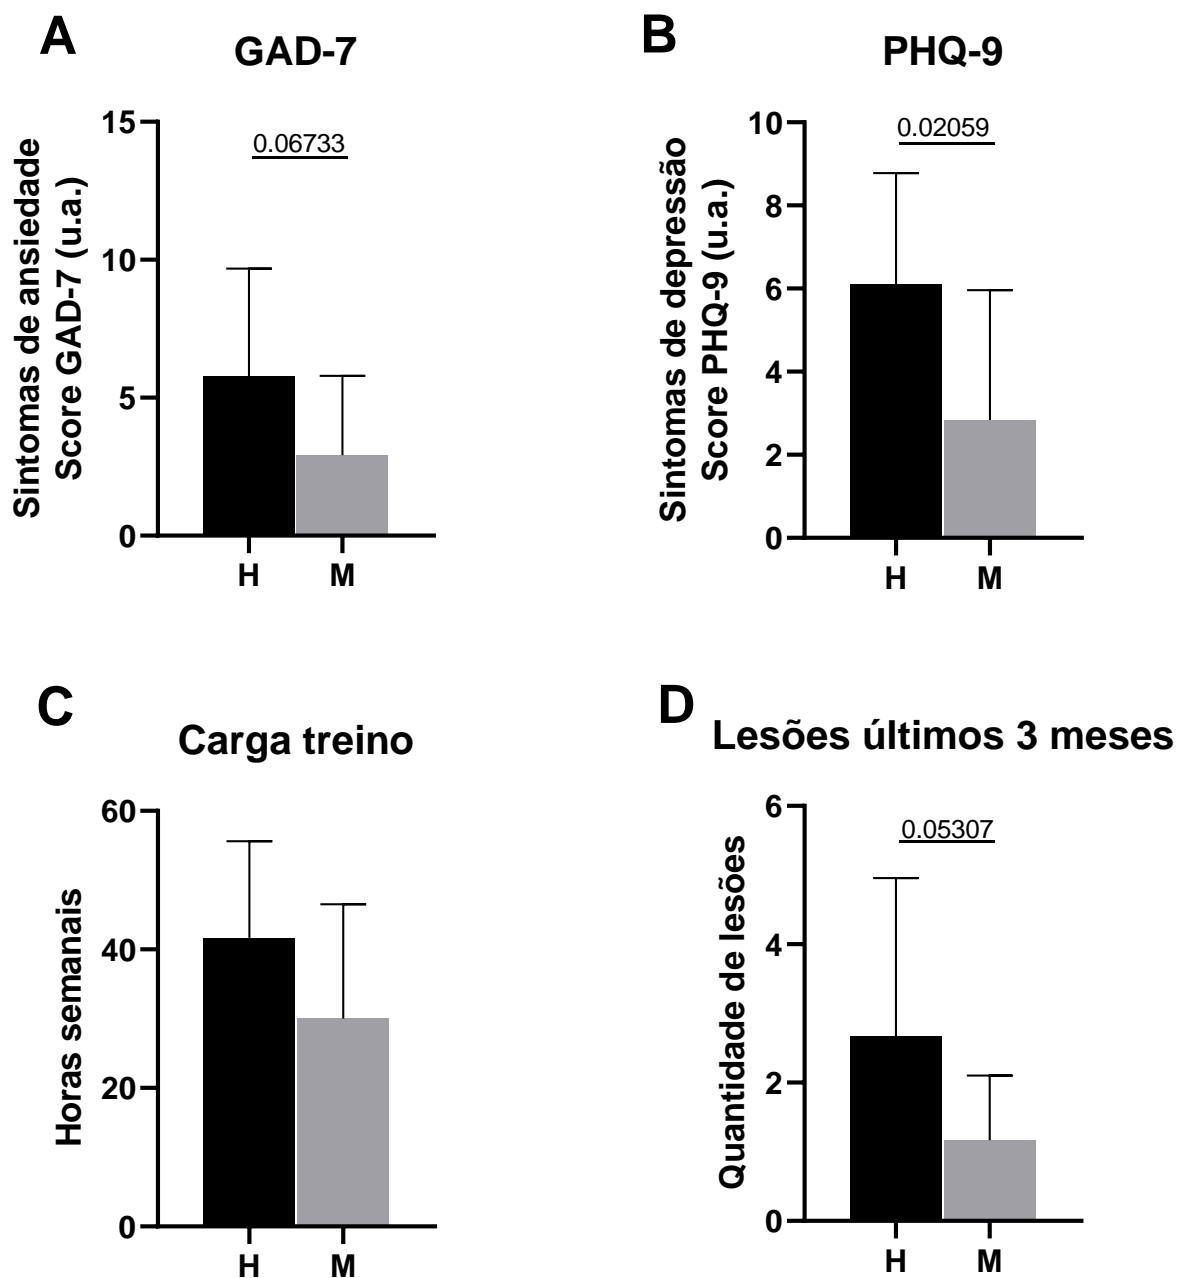 A
GAD-7
Sintomas de ansiedade
Score GAD-7 (u.a.)
15
10
5
0
0.06733
H M
B
PHQ-9
Sintomas de depressão
Score PHQ-9 (u.a.)
10
8
6
4
2
0
0.02059
H M
C
Carga treino
Horas semanais
60
40
20
0
H M
D
Lesões últimos 3 meses
Quantidade de lesões
6
4
2
0
0.05307
H M